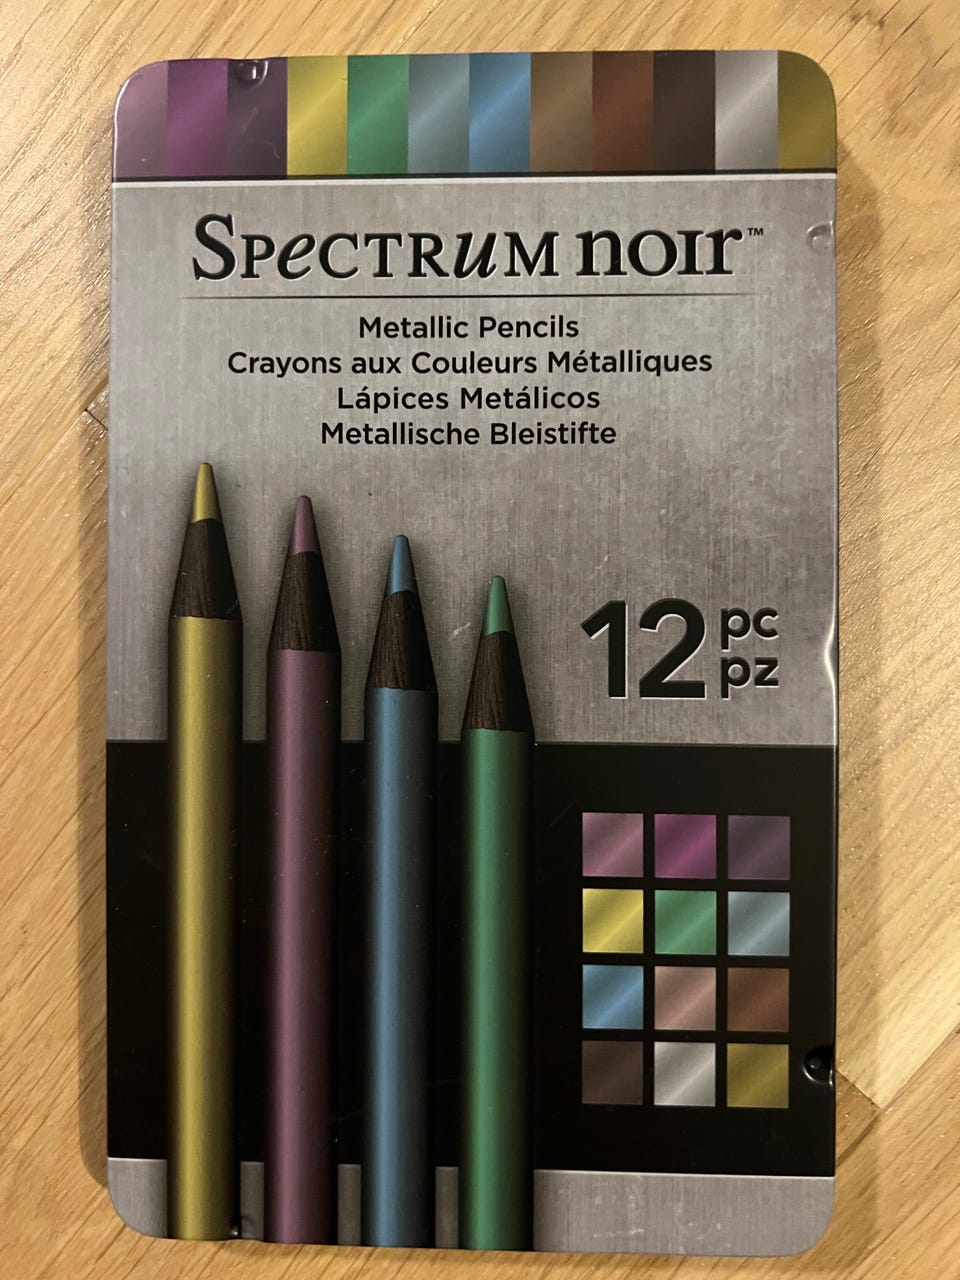 Spectrum noir™
Metallic Pencils
Crayons aux Couleurs Métalliques
Lápices Metálicos
Metallische Bleistifte
12 pc
pz